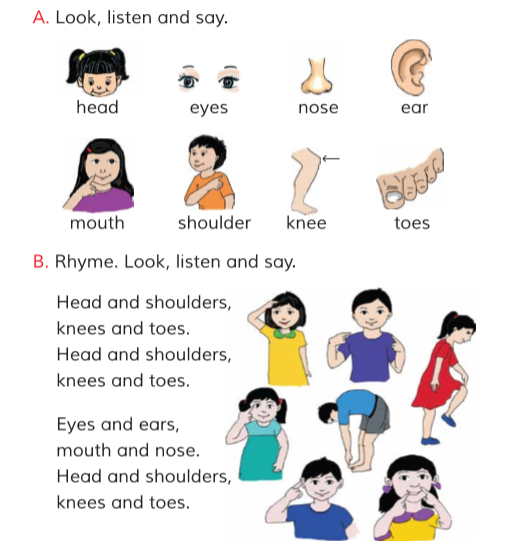 A. Look, listen and say.
head eyes nose ear
mouth shoulder knee toes
B. Rhyme. Look, listen and say.
Head and shoulders,
knees and toes.
Head and shoulders,
knees and toes.
Eyes and ears,
mouth and nose.
Head and shoulders,
knees and toes.